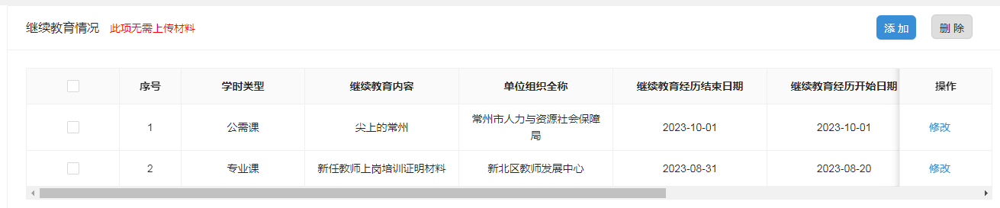 继续教育情况 此项无需上传材料
添 加 删 除
序号 学时类型 继续教育内容 单位组织全称 继续教育经历结束日期 继续教育经历开始日期 操作
1 公需课 尖上的常州 常州市人力与资源社会保障局 2023-10-01 2023-10-01 修改
2 专业课 新任教师上岗培训证明材料 新北区教师发展中心 2023-08-31 2023-08-20 修改